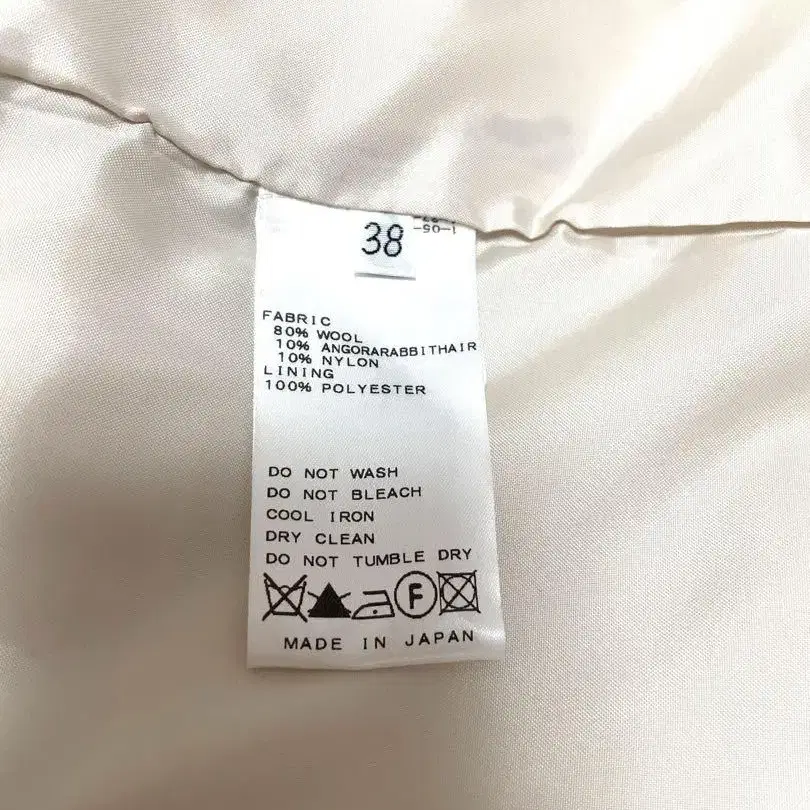 38
FABRIC
80% WOOL
10% ANGORARABBITHAIR
10% NYLON
LINING
100% POLYESTER
DO NOT WASH
DO NOT BLEACH
COOL IRON
DRY CLEAN
DO NOT TUMBLE DRY
F
MADE IN JAPAN